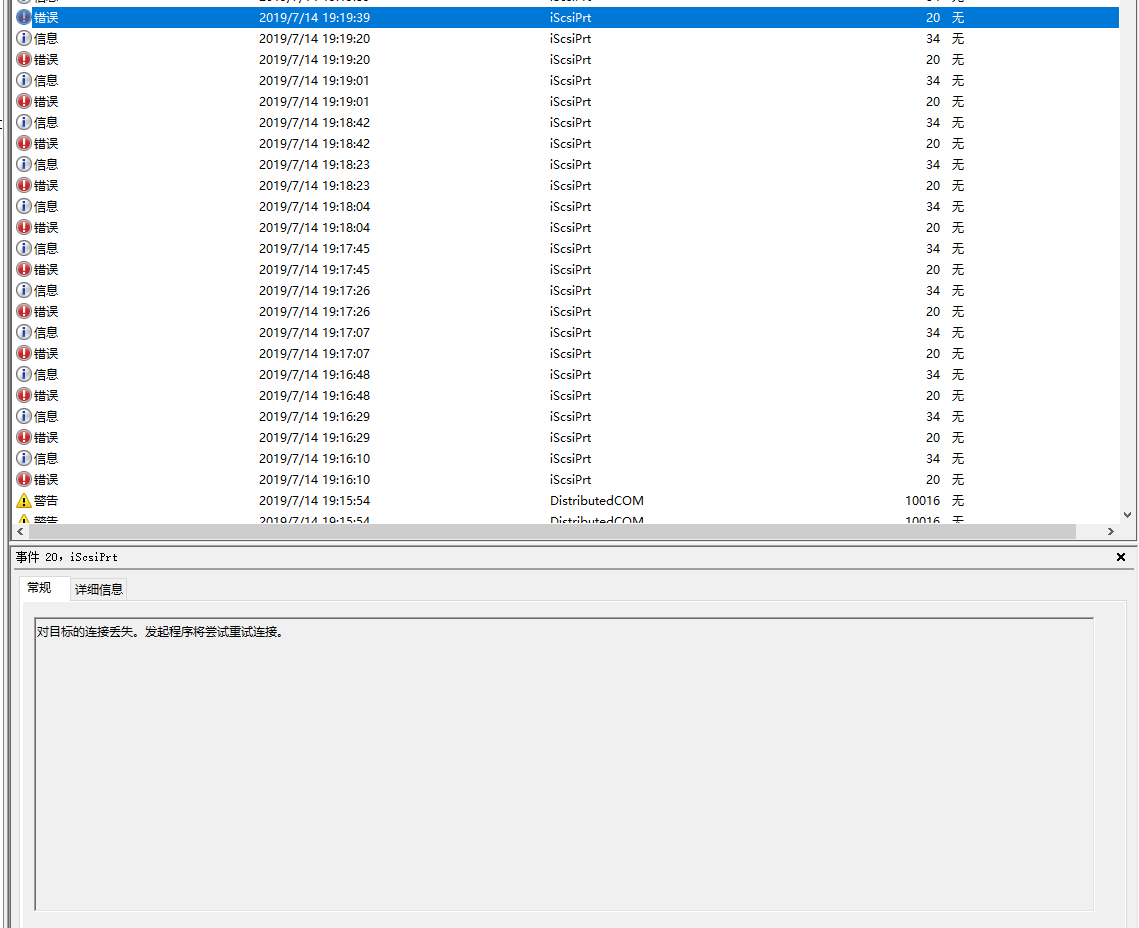 错误 2019/7/14 19:19:39 iScsiPrt 20 无
信息 2019/7/14 19:19:20 iScsiPrt 34 无
错误 2019/7/14 19:19:20 iScsiPrt 20 无
信息 2019/7/14 19:19:01 iScsiPrt 34 无
错误 2019/7/14 19:19:01 iScsiPrt 20 无
信息 2019/7/14 19:18:42 iScsiPrt 34 无
错误 2019/7/14 19:18:42 iScsiPrt 20 无
信息 2019/7/14 19:18:23 iScsiPrt 34 无
错误 2019/7/14 19:18:23 iScsiPrt 20 无
信息 2019/7/14 19:18:04 iScsiPrt 34 无
错误 2019/7/14 19:18:04 iScsiPrt 20 无
信息 2019/7/14 19:17:45 iScsiPrt 34 无
错误 2019/7/14 19:17:45 iScsiPrt 20 无
信息 2019/7/14 19:17:26 iScsiPrt 34 无
错误 2019/7/14 19:17:26 iScsiPrt 20 无
信息 2019/7/14 19:17:07 iScsiPrt 34 无
错误 2019/7/14 19:17:07 iScsiPrt 20 无
信息 2019/7/14 19:16:48 iScsiPrt 34 无
错误 2019/7/14 19:16:48 iScsiPrt 20 无
信息 2019/7/14 19:16:29 iScsiPrt 34 无
错误 2019/7/14 19:16:29 iScsiPrt 20 无
信息 2019/7/14 19:16:10 iScsiPrt 34 无
错误 2019/7/14 19:16:10 iScsiPrt 20 无
警告 2019/7/14 19:15:54 DistributedCOM 10016 无
警告 2019/7/14 19:15:54 DistributedCOM 10016 无
事件 20，iScsiPrt
常规 详细信息
对目标的连接丢失。发起程序将尝试重试连接。